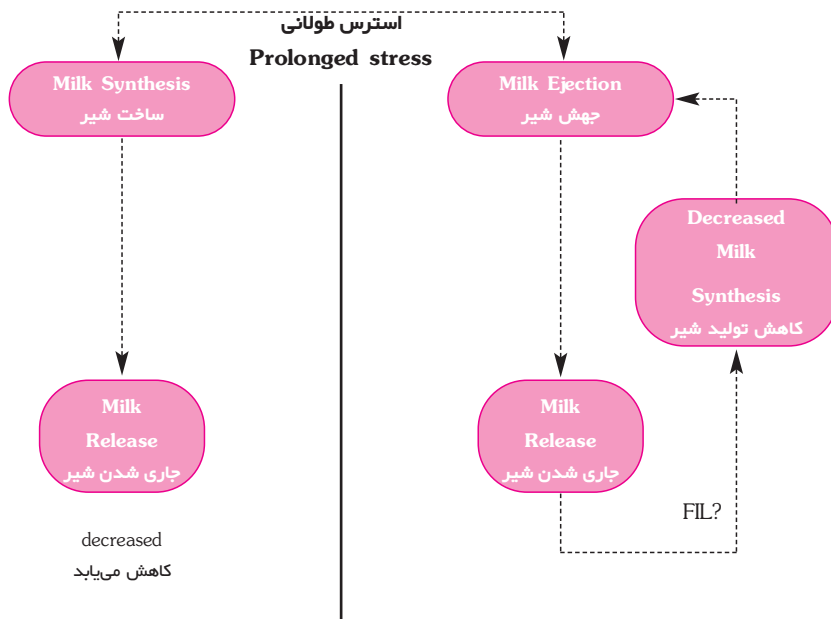 استرس طولانی
Prolonged stress
Milk Synthesis
ساخت شیر
Milk Release
جاری شدن شیر
decreased
کاهش می‌یابد
Milk Ejection
جهش شیر
Milk
Release
جاری شدن شیر
FIL?
Decreased
Milk
Synthesis
کاهش تولید شیر